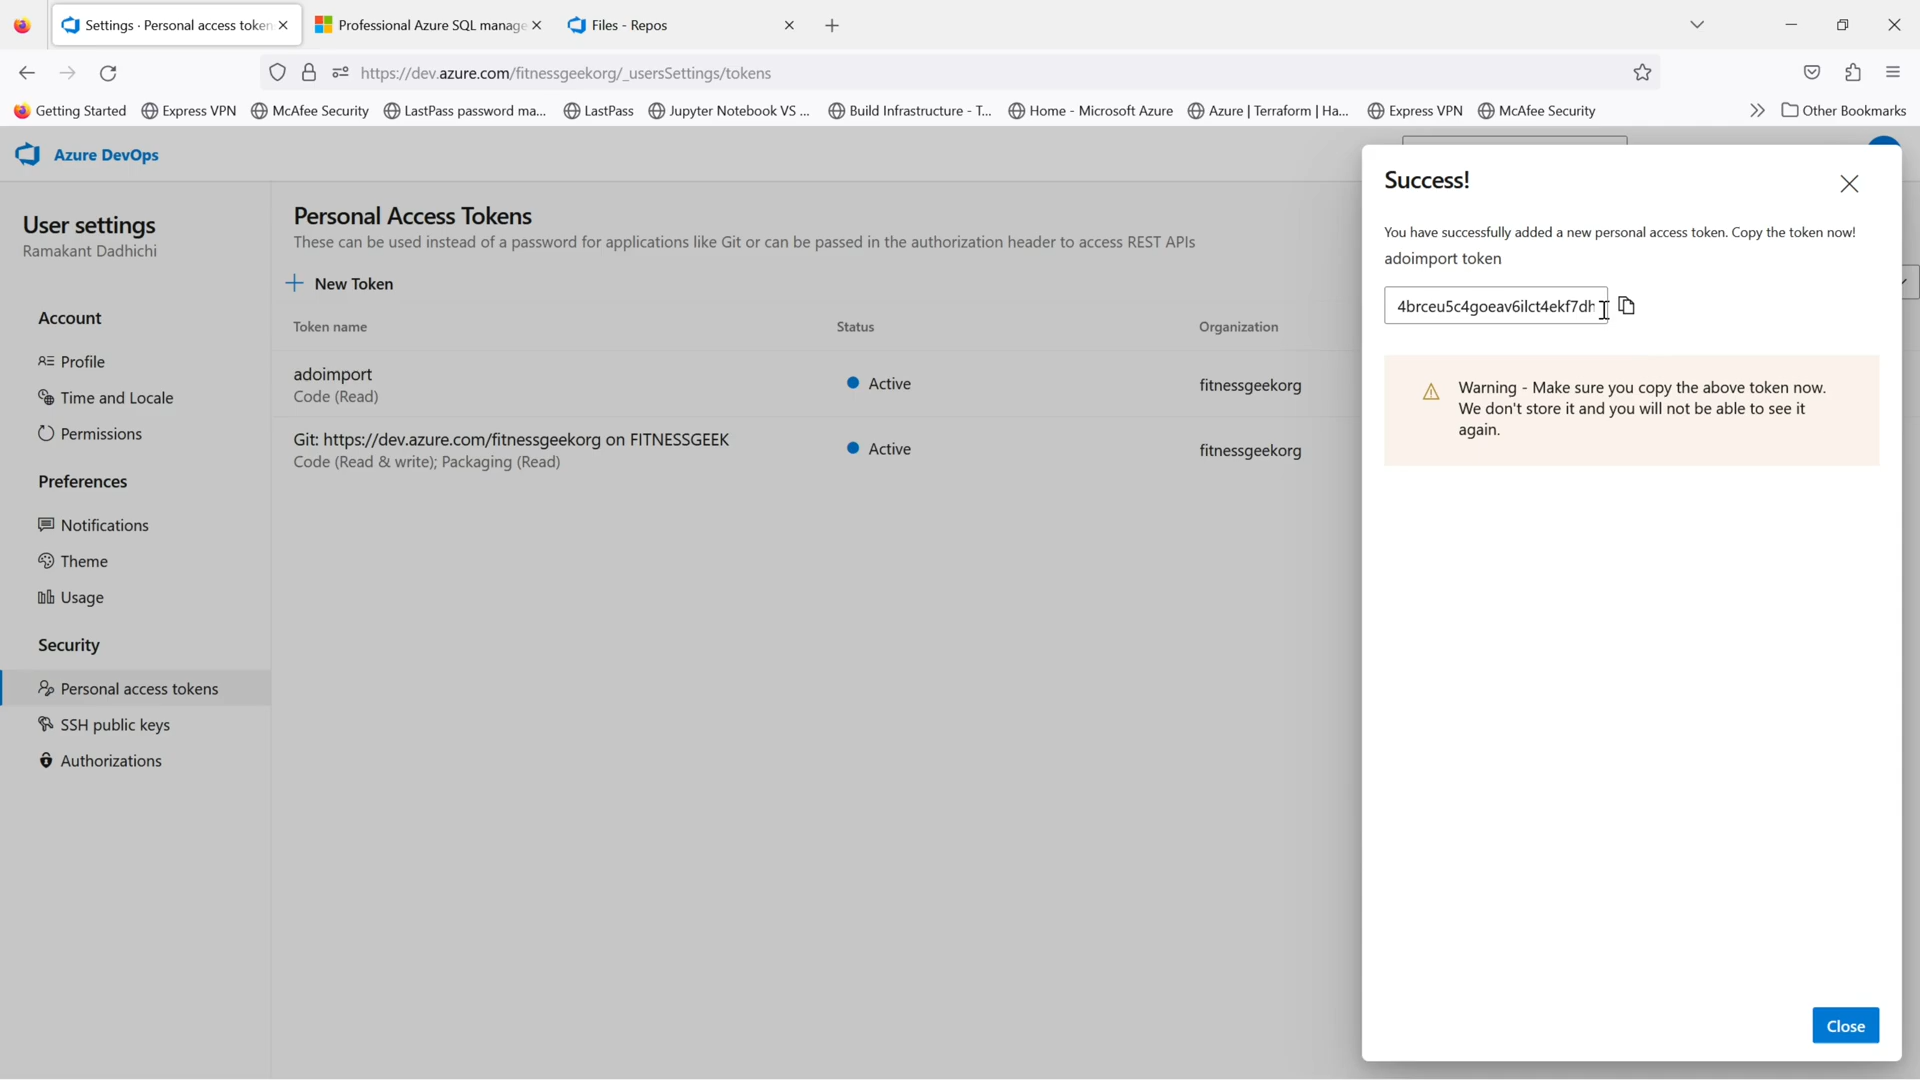 Settings · Personal access token
Professional Azure SQL manage
Files - Repos
https://dev.azure.com/fitnessgeekorg/_usersSettings/tokens
Getting Started
Express VPN
McAfee Security
LastPass password ma...
LastPass
Jupyter Notebook VS ...
Build Infrastructure - T...
Home - Microsoft Azure
Azure | Terraform | Ha...
Express VPN
McAfee Security
Other Bookmarks
Azure DevOps
User settings
Ramakant Dadhichi
Account
Profile
Time and Locale
Permissions
Preferences
Notifications
Theme
Usage
Security
Personal access tokens
SSH public keys
Authorizations
Personal Access Tokens
These can be used instead of a password for applications like Git or can be passed in the authorization header to access REST APIs
New Token
Token name Status Organization
adoimport Active fitnessgeekorg
Code (Read)
Git: https://dev.azure.com/fitnessgeekorg on FITNESSGEEK Active fitnessgeekorg
Code (Read & write); Packaging (Read)
Success!
You have successfully added a new personal access token. Copy the token now!
adoimport token
4brceu5c4goeav6ilct4ekf7dh
Warning - Make sure you copy the above token now.
We don't store it and you will not be able to see it
again.
Close